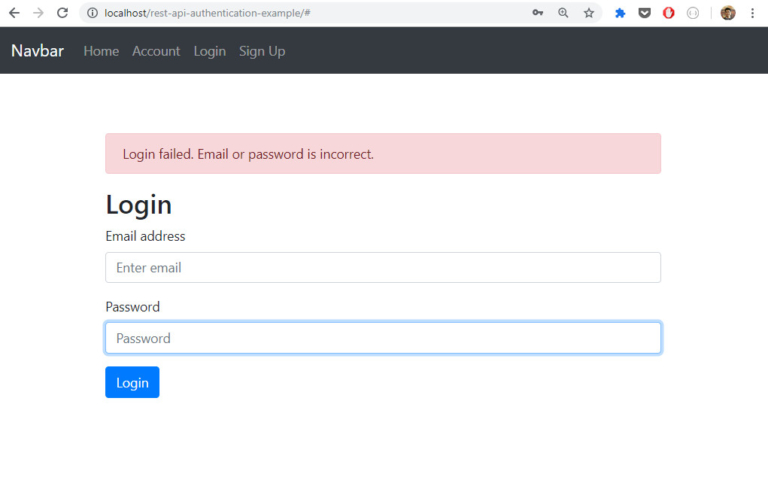 localhost/rest-api-authentication-example/#
Navbar Home Account Login Sign Up
Login failed. Email or password is incorrect.
Login
Email address
Enter email
Password
Password
Login